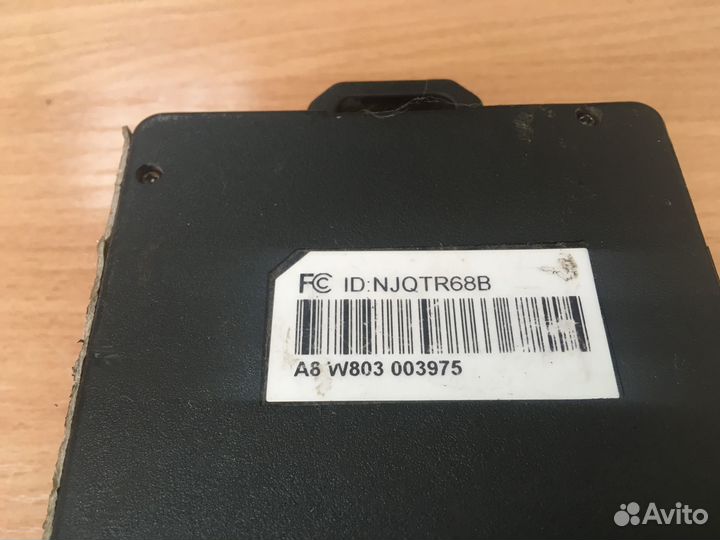 FC ID:NJQTR68B
A8 W803 003975
Avito